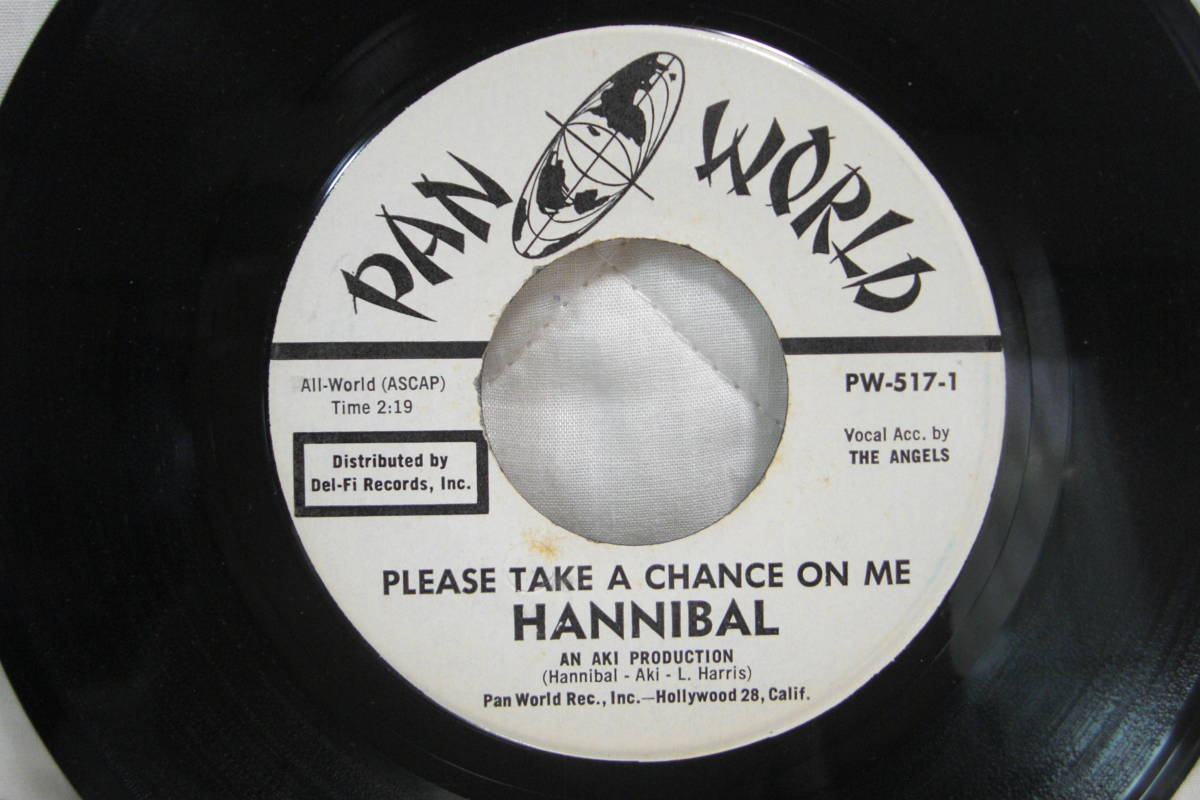 PAN WORLD
All-World (ASCAP)
Time 2:19
Distributed by
Del-Fi Records, Inc.
PW-517-1
Vocal Acc. by
THE ANGELS
PLEASE TAKE A CHANCE ON ME
HANNIBAL
AN AKI PRODUCTION
(Hannibal - Aki - L. Harris)
Pan World Rec., Inc.—Hollywood 28, Calif.